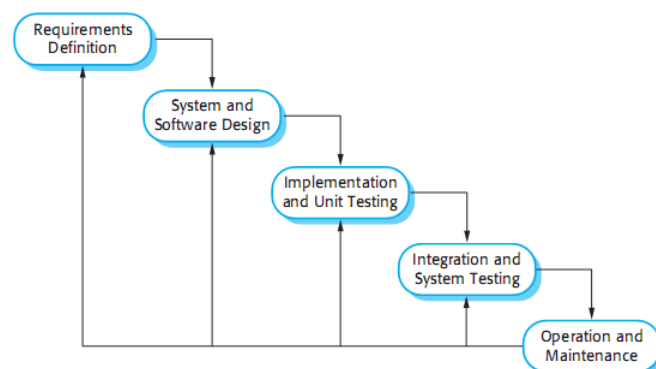 Requirements
Definition
System and
Software Design
Implementation
and Unit Testing
Integration and
System Testing
Operation and
Maintenance